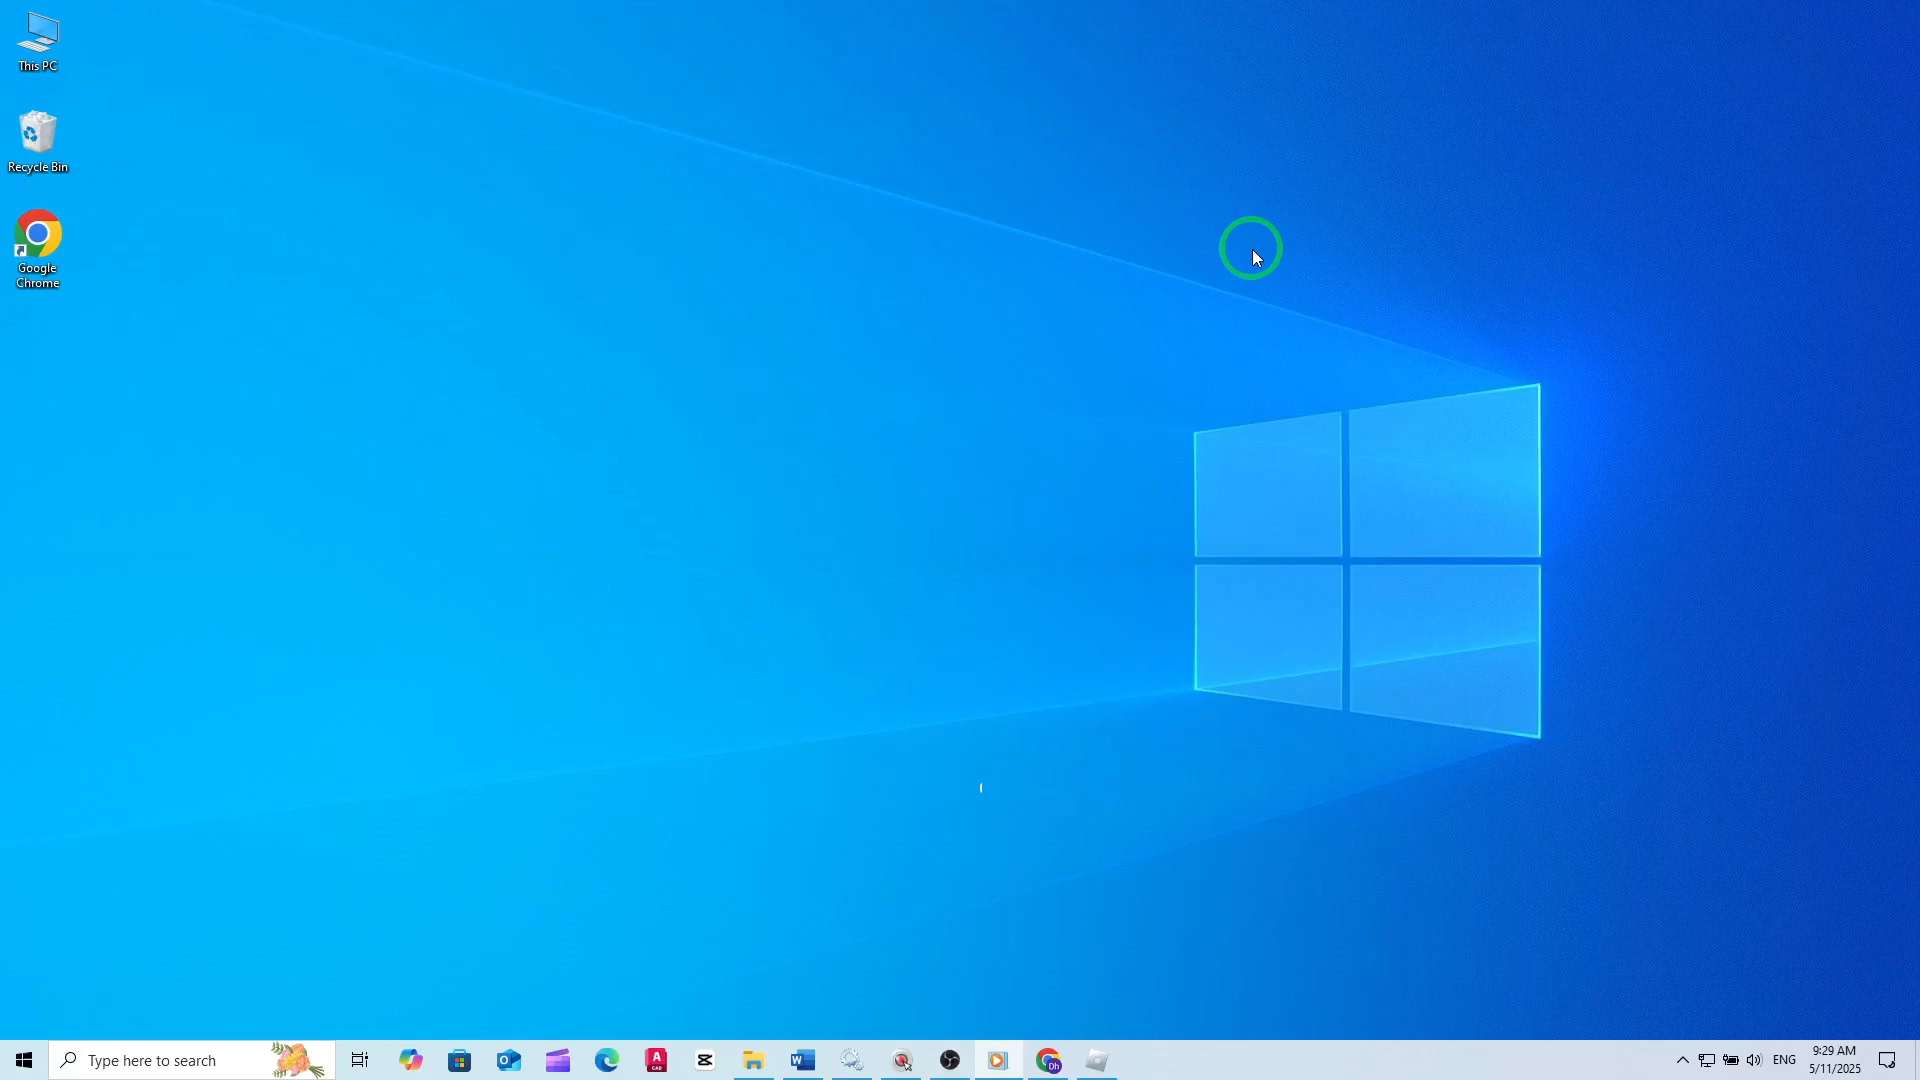 This PC
Recycle Bin
Google
Chrome
Type here to search
ENG
9:29 AM
5/11/2025